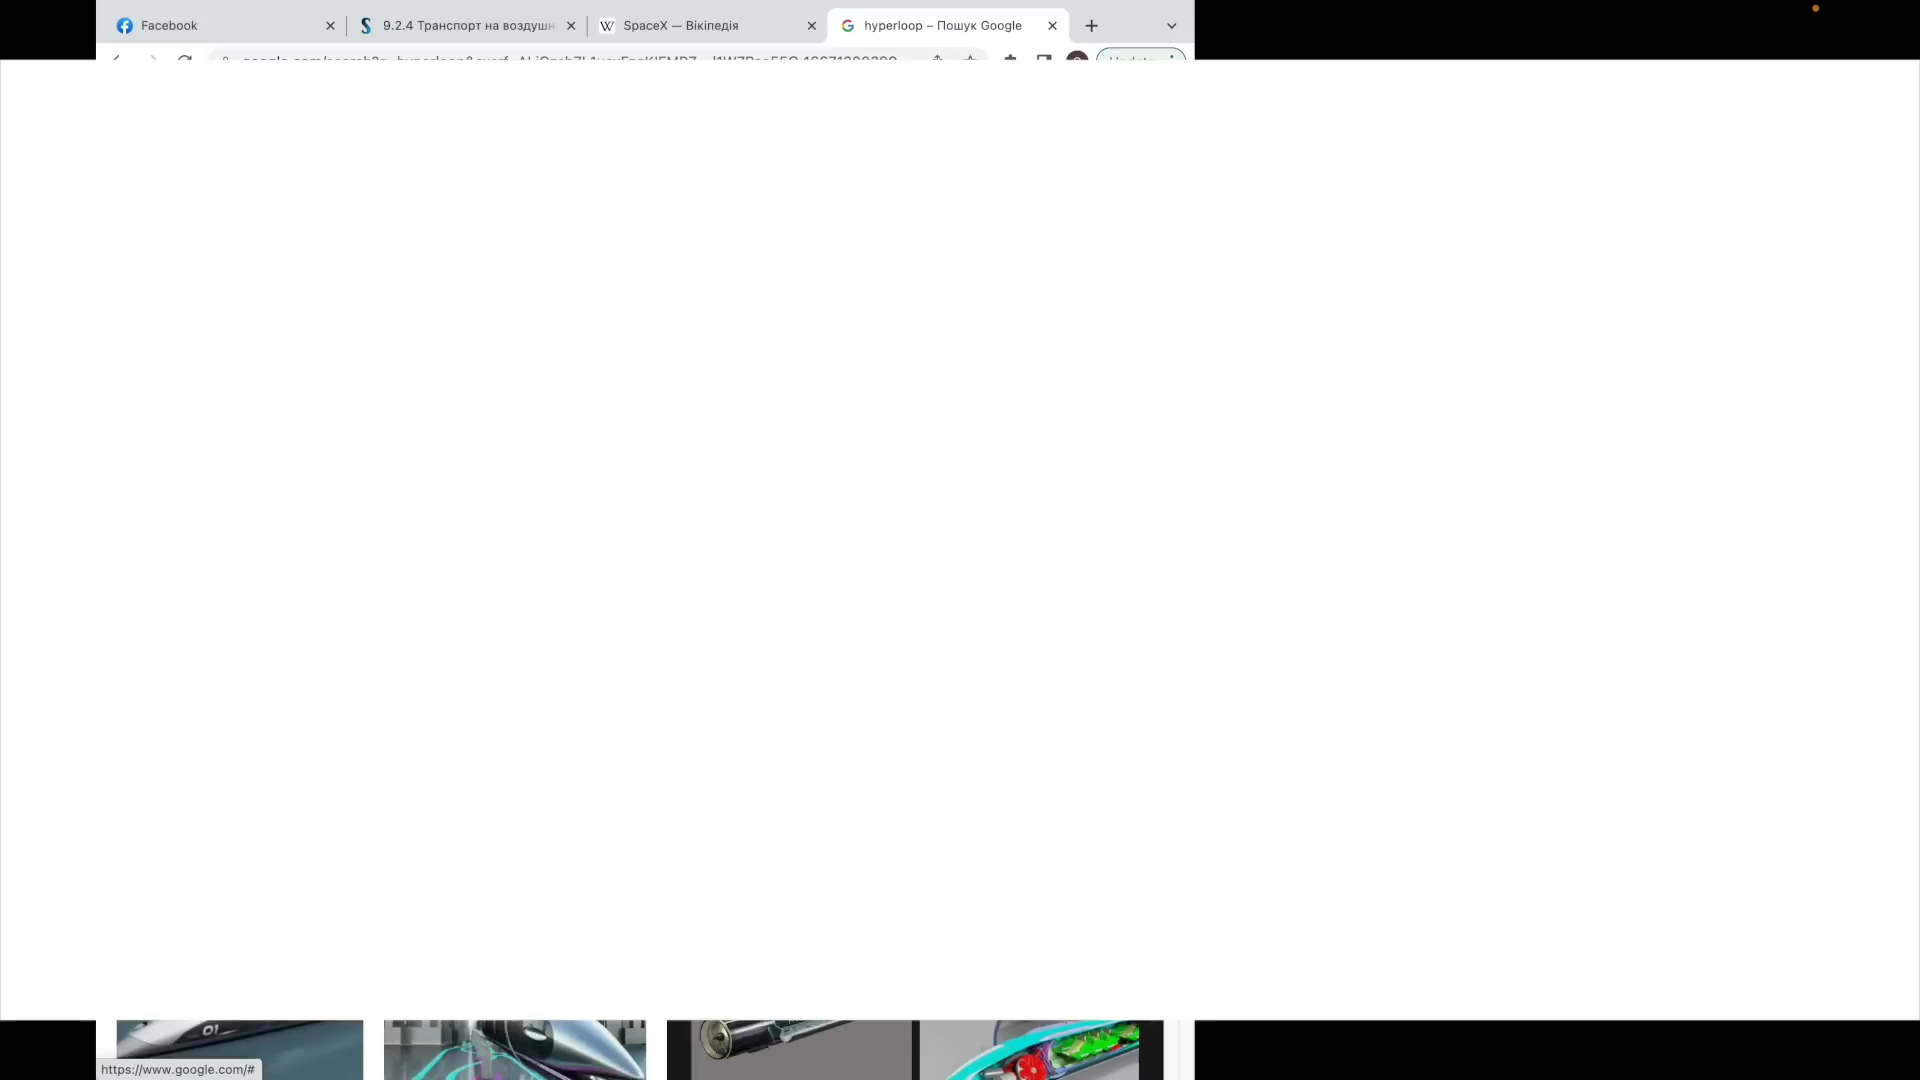 Facebook
9.2.4 Транспорт на воздушн
SpaceX — Вікіпедія
hyperloop – Пошук Google
01
https://www.google.com/#